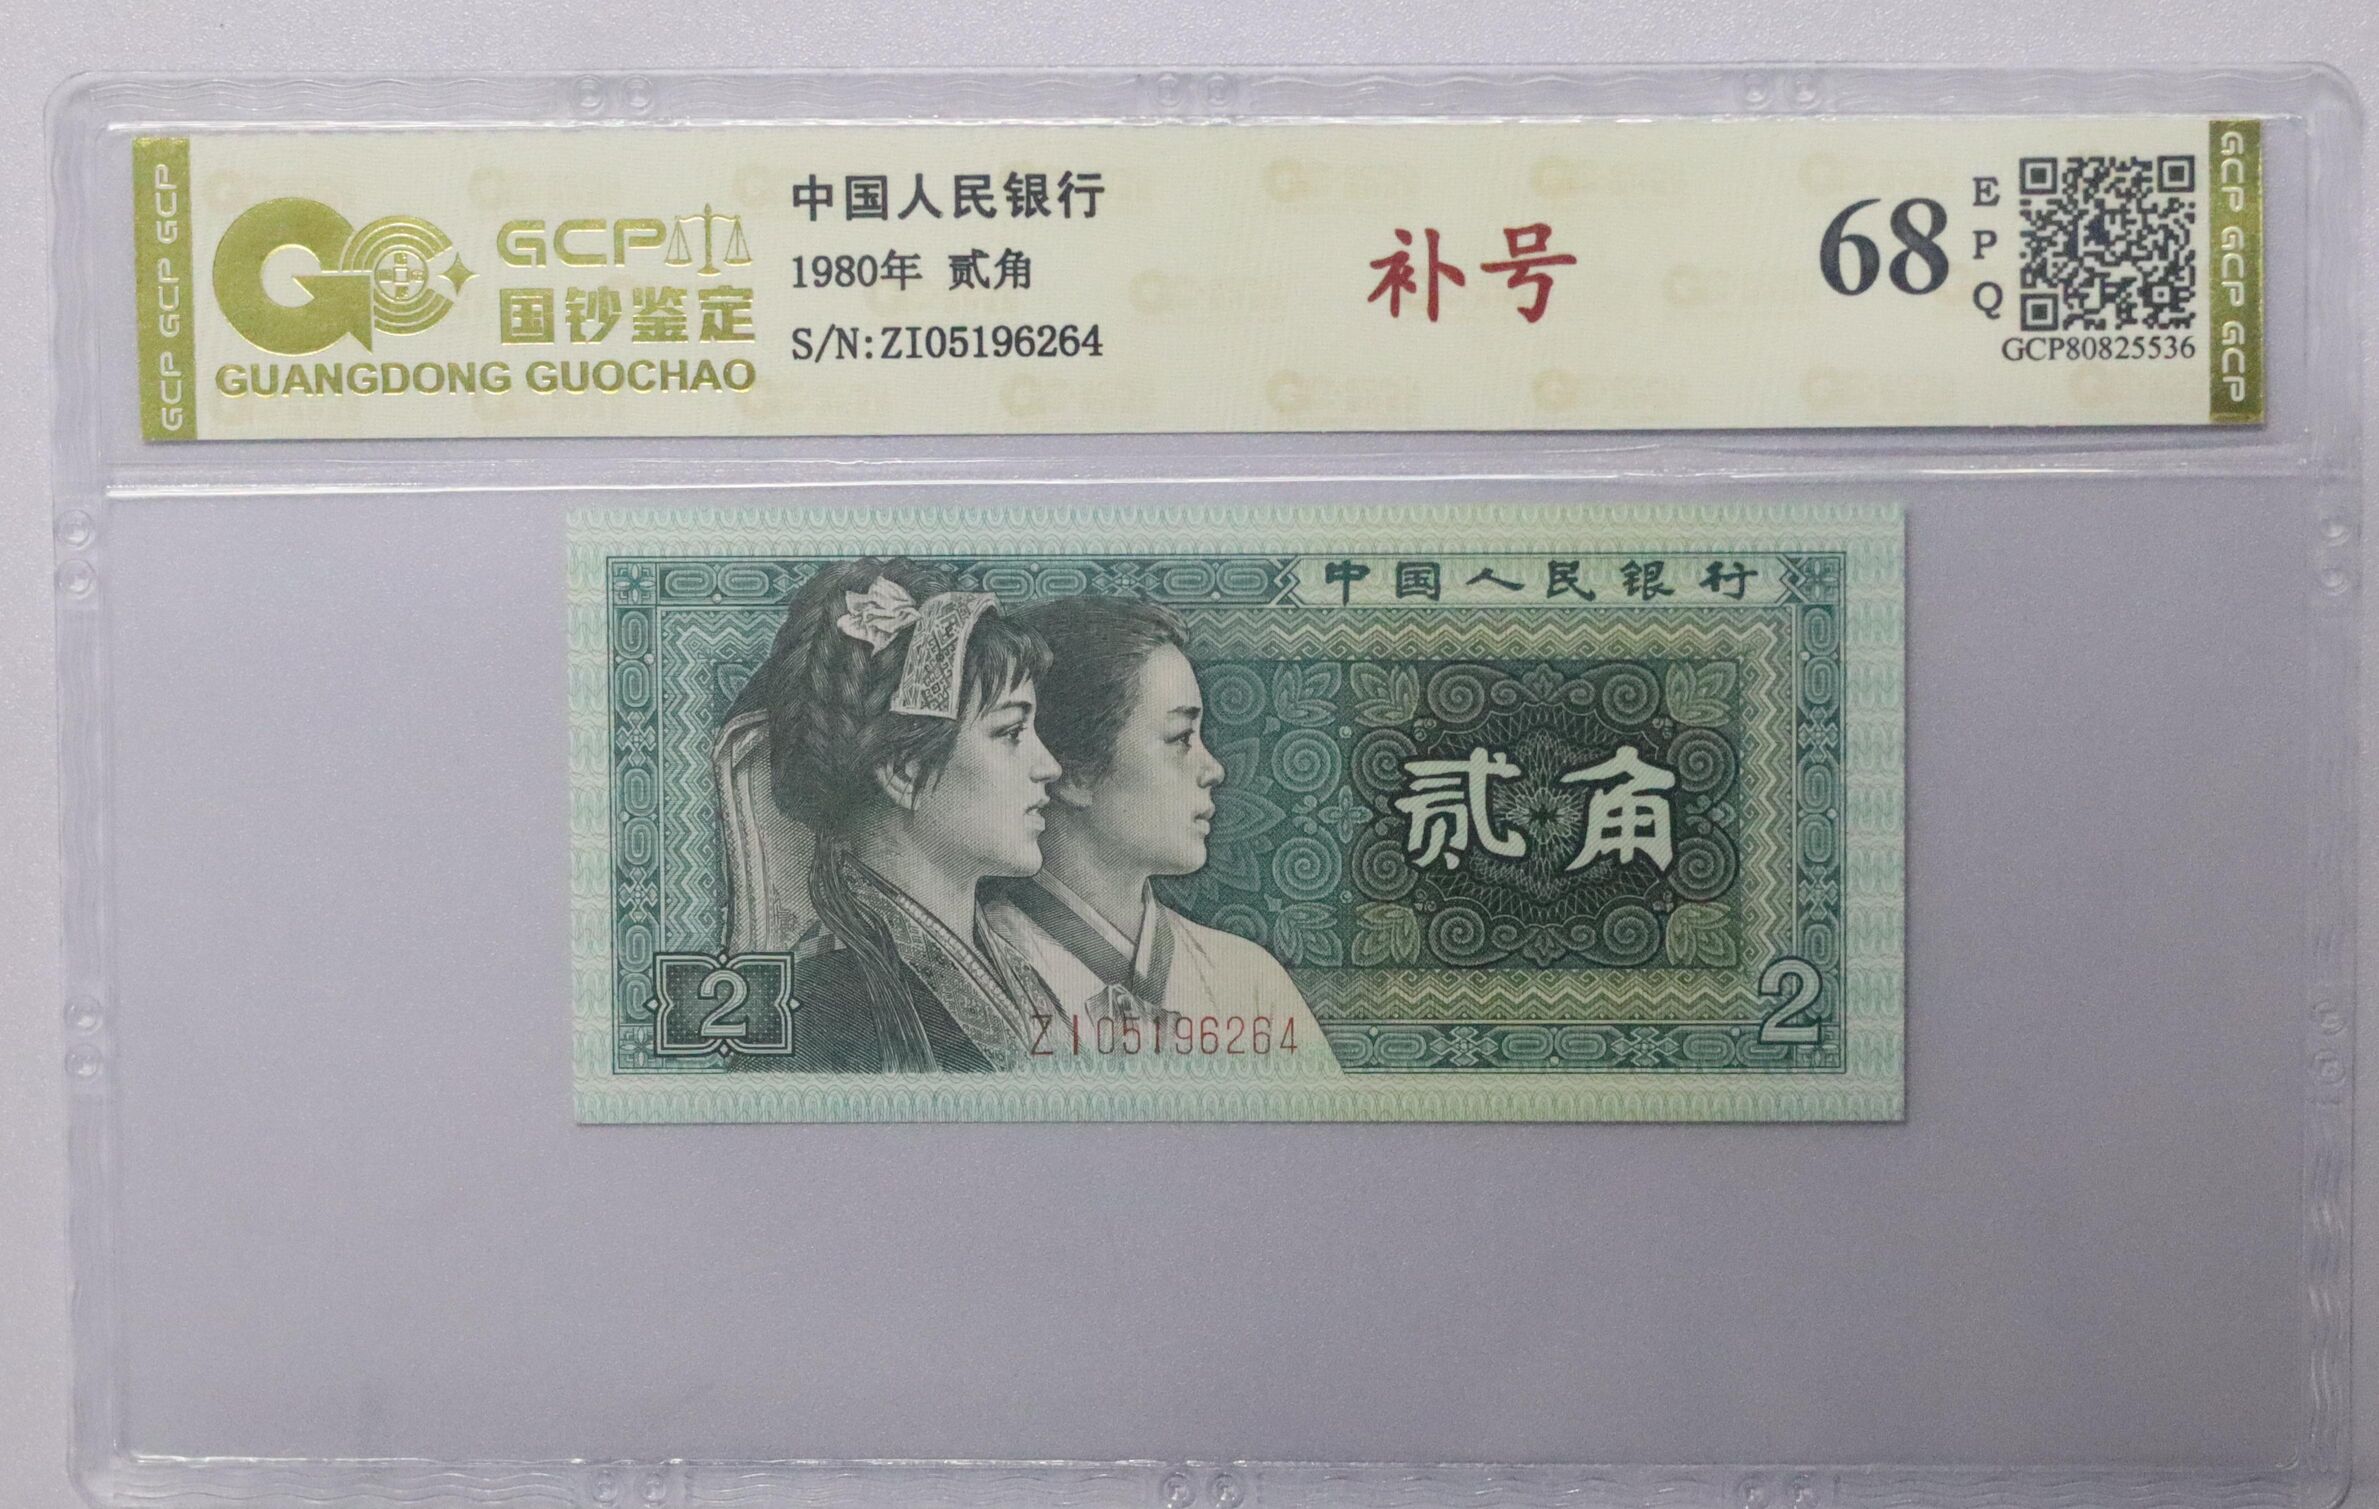 GCP GCP GCP
GCP
国钞鉴定
GUANGDONG GUOCHAO
中国人民银行
1980年 贰角
S/N:ZI05196264
补号
68
E
P
Q
GCP80825536
GCP GCP GCP
中国人民银行
贰角
2
ZI05196264
2